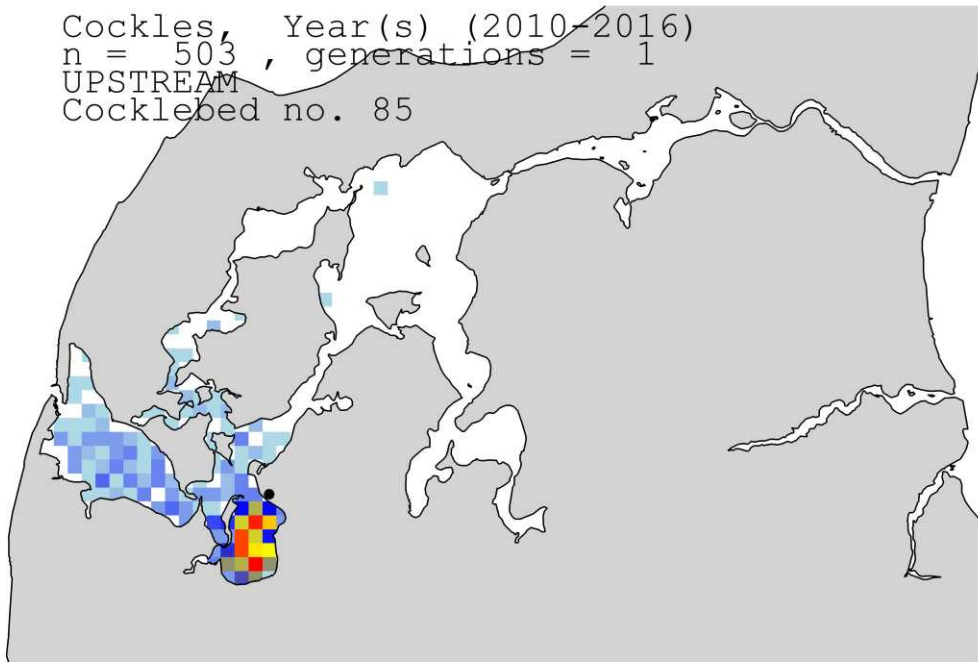 Cockles, Year(s) (2010-2016)
n = 503 , generations = 1
UPSTREAM
Cocklebed no. 85